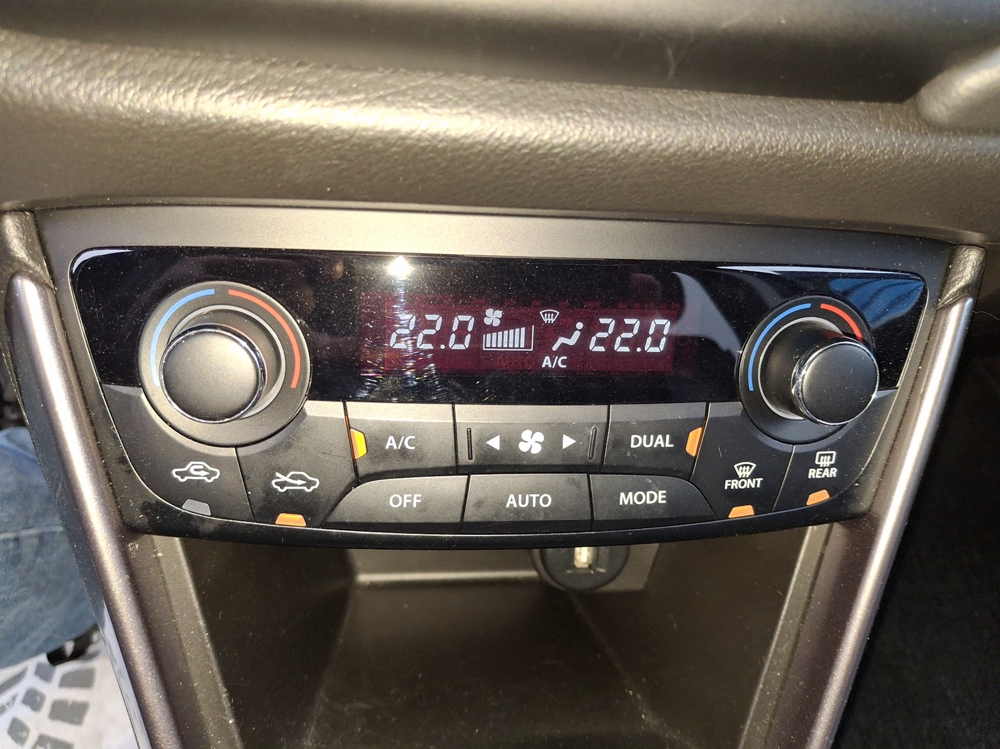 22.0 22.0
A/C
A/C DUAL
OFF AUTO MODE FRONT REAR